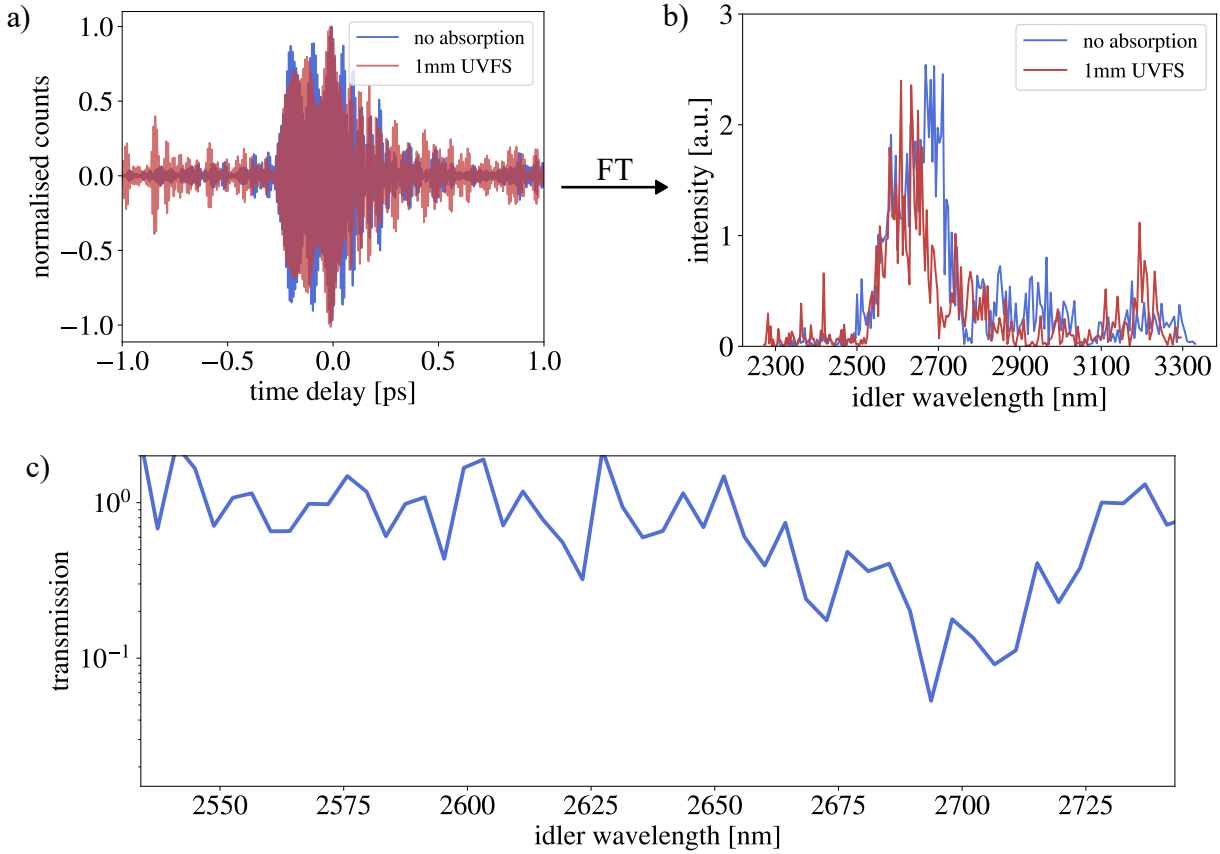 a)
1.0
0.5
0.0
−0.5
−1.0
normalised counts
no absorption
1mm UVFS
−1.0
−0.5
0.0
0.5
1.0
time delay [ps]
FT
b)
3
2
1
0
intensity [a.u.]
no absorption
1mm UVFS
2300
2500
2700
2900
3100
3300
idler wavelength [nm]
c)
10⁰
10⁻¹
transmission
2550
2575
2600
2625
2650
2675
2700
2725
idler wavelength [nm]